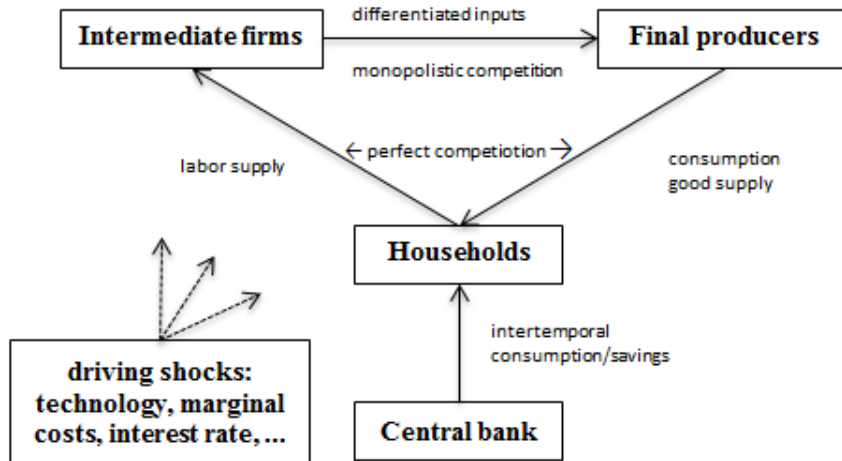 differentiated inputs
Intermediate firms
Final producers
monopolistic competition
← perfect competiotion →
labor supply
consumption
good supply
Households
intertemporal
consumption/savings
driving shocks:
technology, marginal
costs, interest rate, ...
Central bank